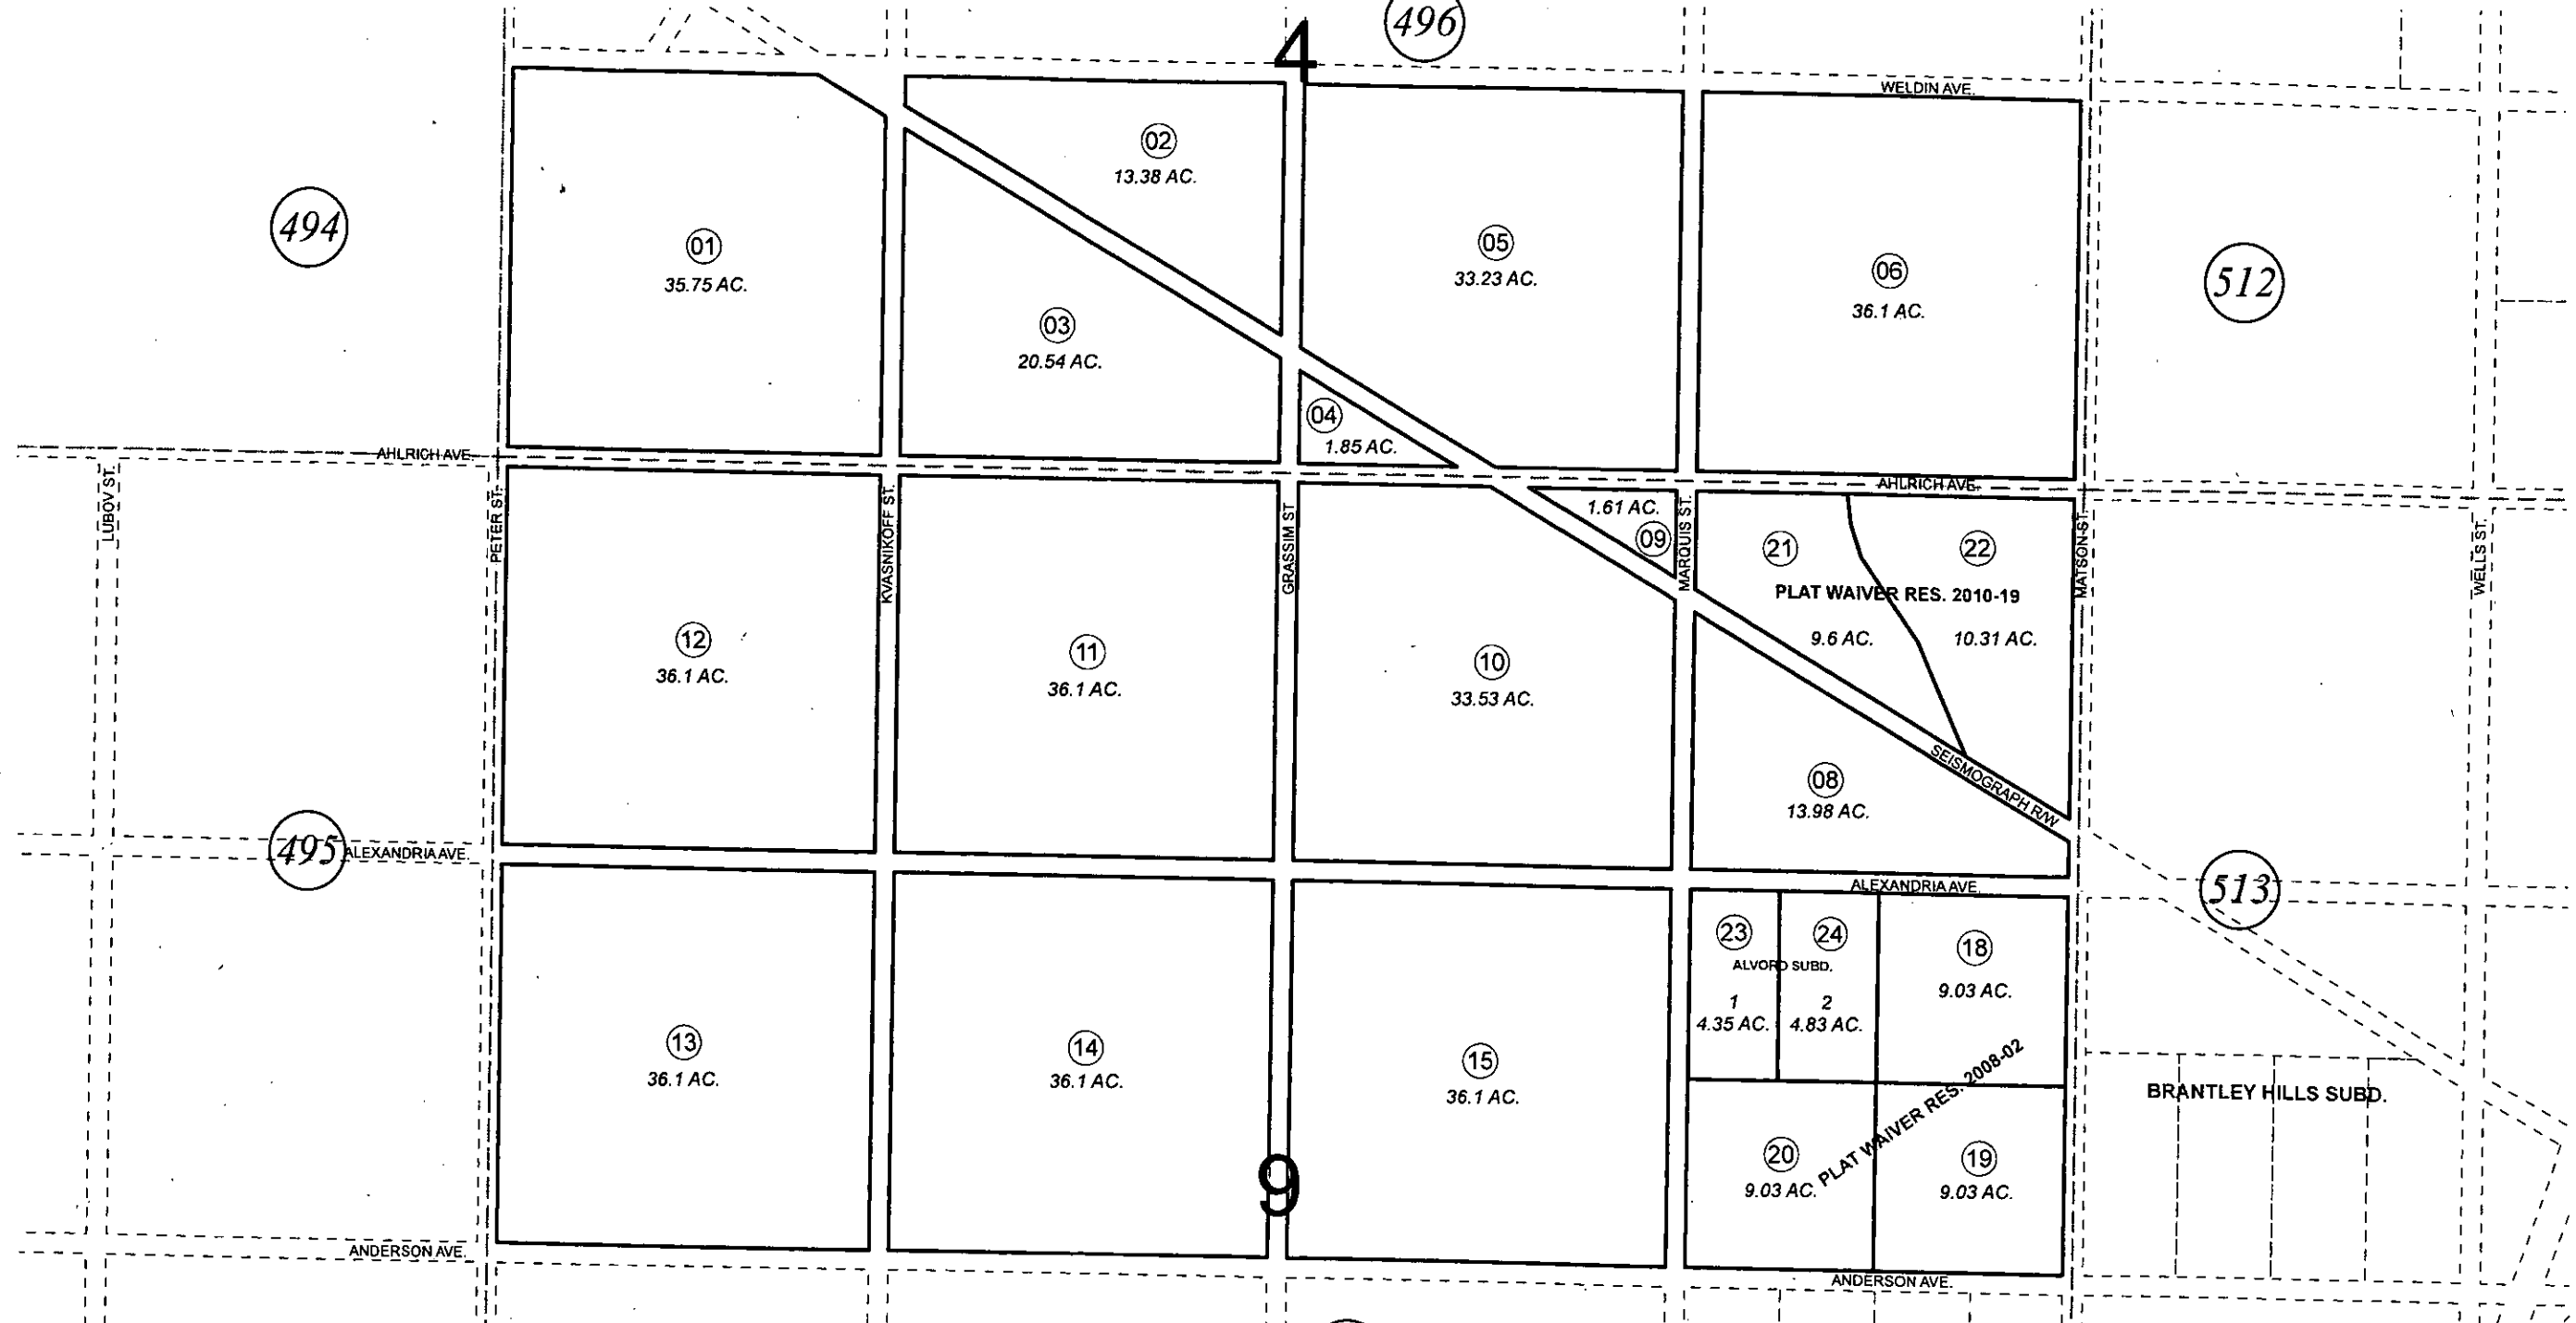 496
4
WELDIN AVE.
02
13.38 AC.
494
01
35.75 AC.
05
33.23 AC.
06
36.1 AC.
512
03
20.54 AC.
04
1.85 AC.
AHLRICH AVE.
AHLRICH AVE.
LUBOV ST.
PETER ST.
KVASNIKOFF ST.
GRASSIM ST
MARQUIS ST.
MATSON ST.
WELLS ST.
1.61 AC.
09
21
22
PLAT WAIVER RES. 2010-19
9.6 AC.
10.31 AC.
12
36.1 AC.
11
36.1 AC.
10
33.53 AC.
SEISMOGRAPH R/W
08
13.98 AC.
495
ALEXANDRIA AVE.
ALEXANDRIA AVE.
513
23
24
18
ALVORD SUBD.
9.03 AC.
1
4.35 AC.
2
4.83 AC.
13
36.1 AC.
14
36.1 AC.
15
36.1 AC.
PLAT WAIVER RES. 2008-02
BRANTLEY HILLS SUBD.
9
20
9.03 AC.
19
9.03 AC.
ANDERSON AVE.
ANDERSON AVE.